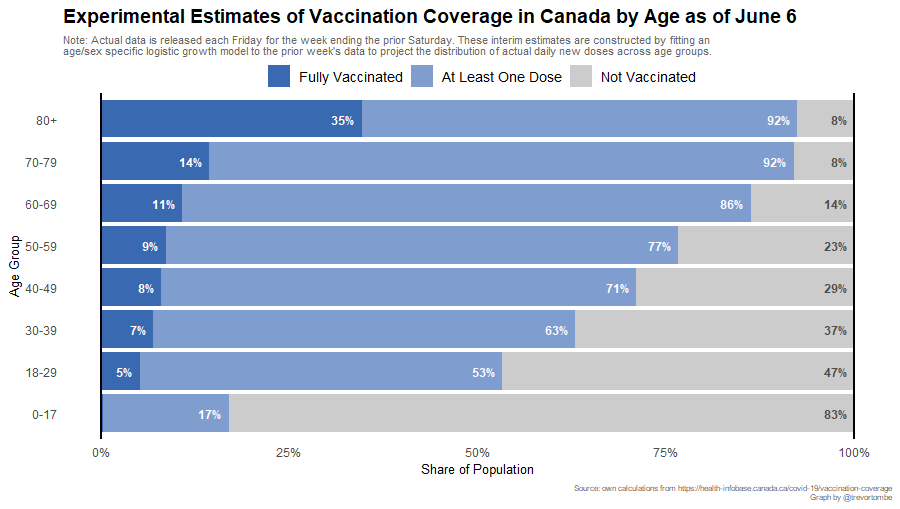 Experimental Estimates of Vaccination Coverage in Canada by Age as of June 6
Note: Actual data is released each Friday for the week ending the prior Saturday. These interim estimates are constructed by fitting an
age/sex specific logistic growth model to the prior week's data to project the distribution of actual daily new doses across age groups.
Fully Vaccinated At Least One Dose Not Vaccinated
Age Group
80+ 35% 92% 8%
70-79 14% 92% 8%
60-69 11% 86% 14%
50-59 9% 77% 23%
40-49 8% 71% 29%
30-39 7% 63% 37%
18-29 5% 53% 47%
0-17 17% 83%
0% 25% 50% 75% 100%
Share of Population
Source: own calculations from https://health-infobase.canada.ca/covid-19/vaccination-coverage
Graph by @trevortombe